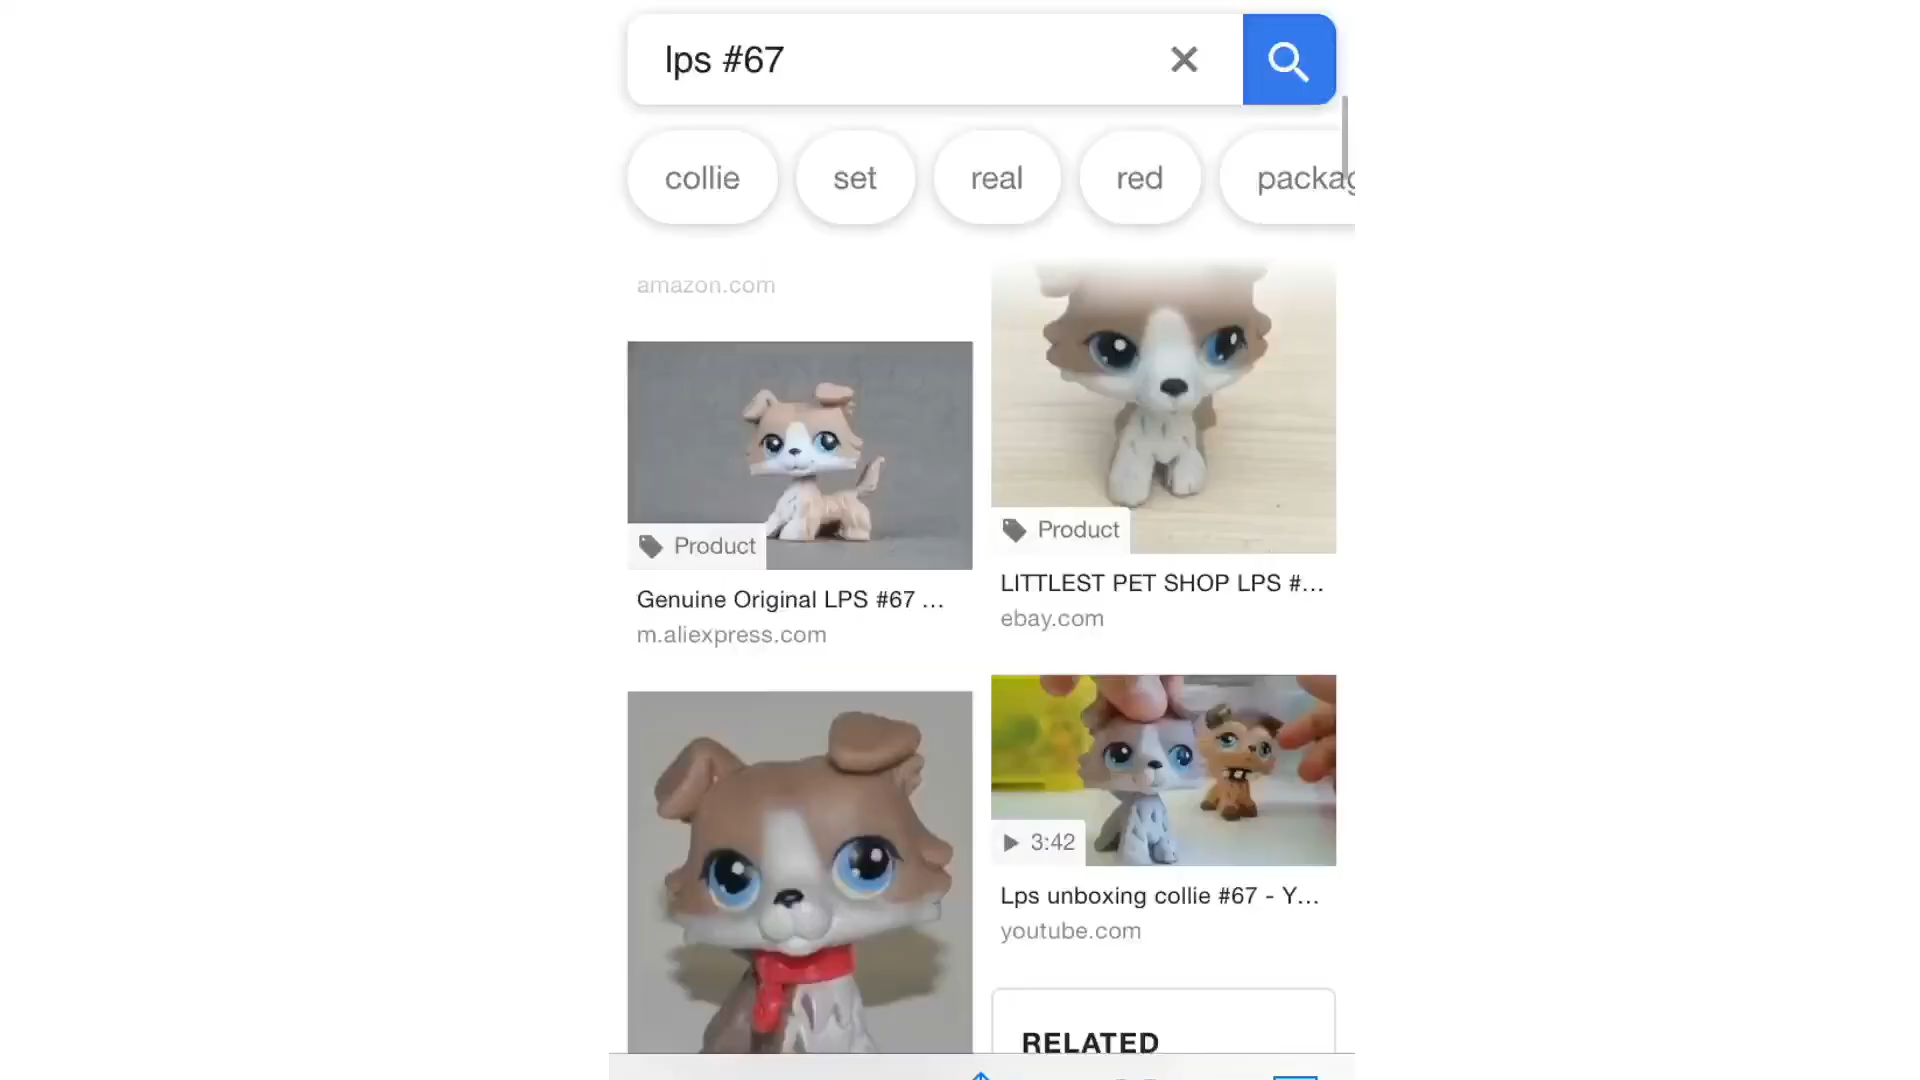 lps #67
collie
set
real
red
packag
amazon.com
Product
Genuine Original LPS #67 ...
m.aliexpress.com
Product
LITTLEST PET SHOP LPS #...
ebay.com
3:42
Lps unboxing collie #67 - Y...
youtube.com
RELATED